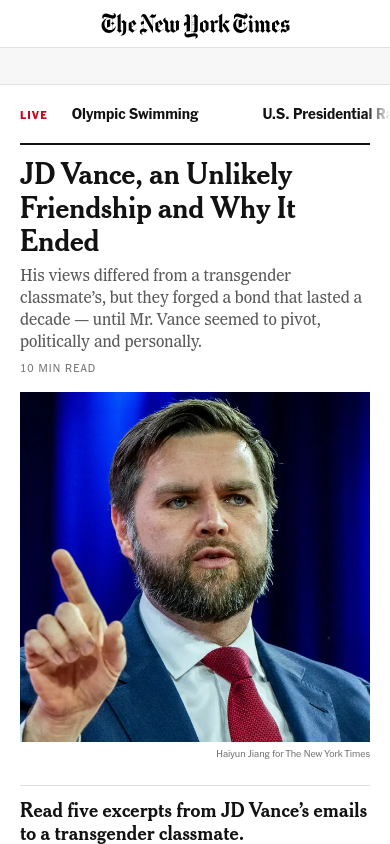 The New York Times
LIVE Olympic Swimming U.S. Presidential
JD Vance, an Unlikely
Friendship and Why It
Ended
His views differed from a transgender
classmate’s, but they forged a bond that lasted a
decade — until Mr. Vance seemed to pivot,
politically and personally.
10 MIN READ
Haiyun Jiang for The New York Times
Read five excerpts from JD Vance’s emails
to a transgender classmate.